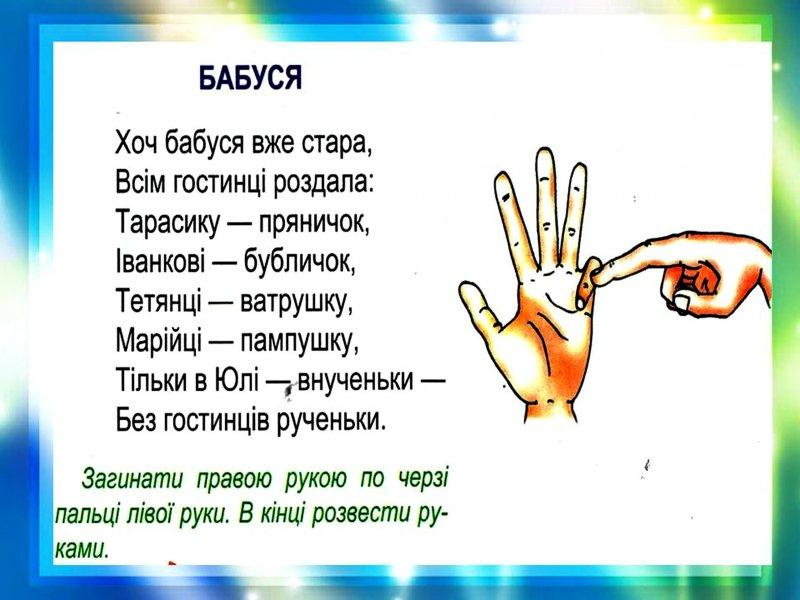 БАБУСЯ
Хоч бабуся вже стара,
Всім гостинці роздала:
Тарасику — пряничок,
Іванкові — бубличок,
Тетянці — ватрушку,
Марійці — пампушку,
Тільки в Юлі — внученьки —
Без гостинців рученьки.
Загинати правою рукою по черзі
пальці лівої руки. В кінці розвести ру-
ками.